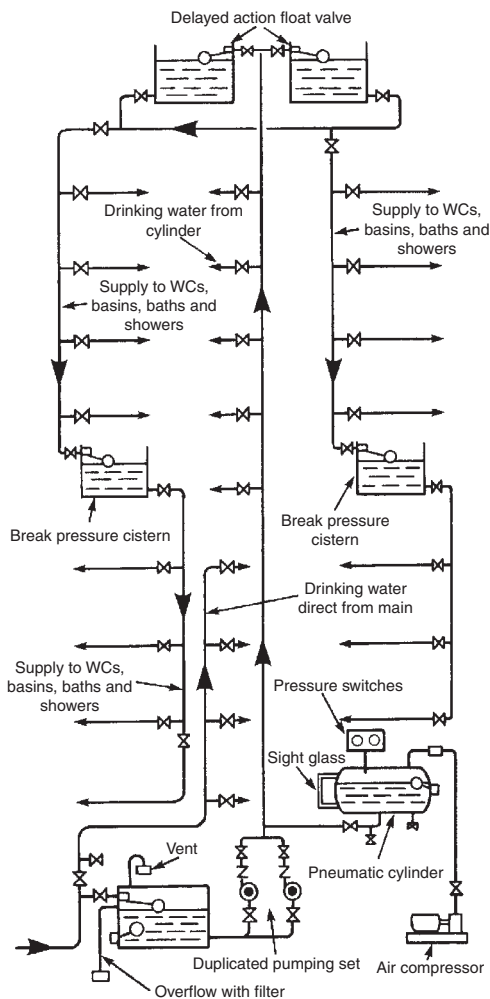 Delayed action float valve
Drinking water from
cylinder
Supply to WCs,
basins, baths and
showers
Supply to WCs,
basins, baths and
showers
Break pressure cistern
Break pressure
cistern
Drinking water
direct from main
Supply to WCs,
basins, baths and
showers
Pressure switches
Sight glass
Pneumatic cylinder
Vent
Duplicated pumping set
Air compressor
Overflow with filter